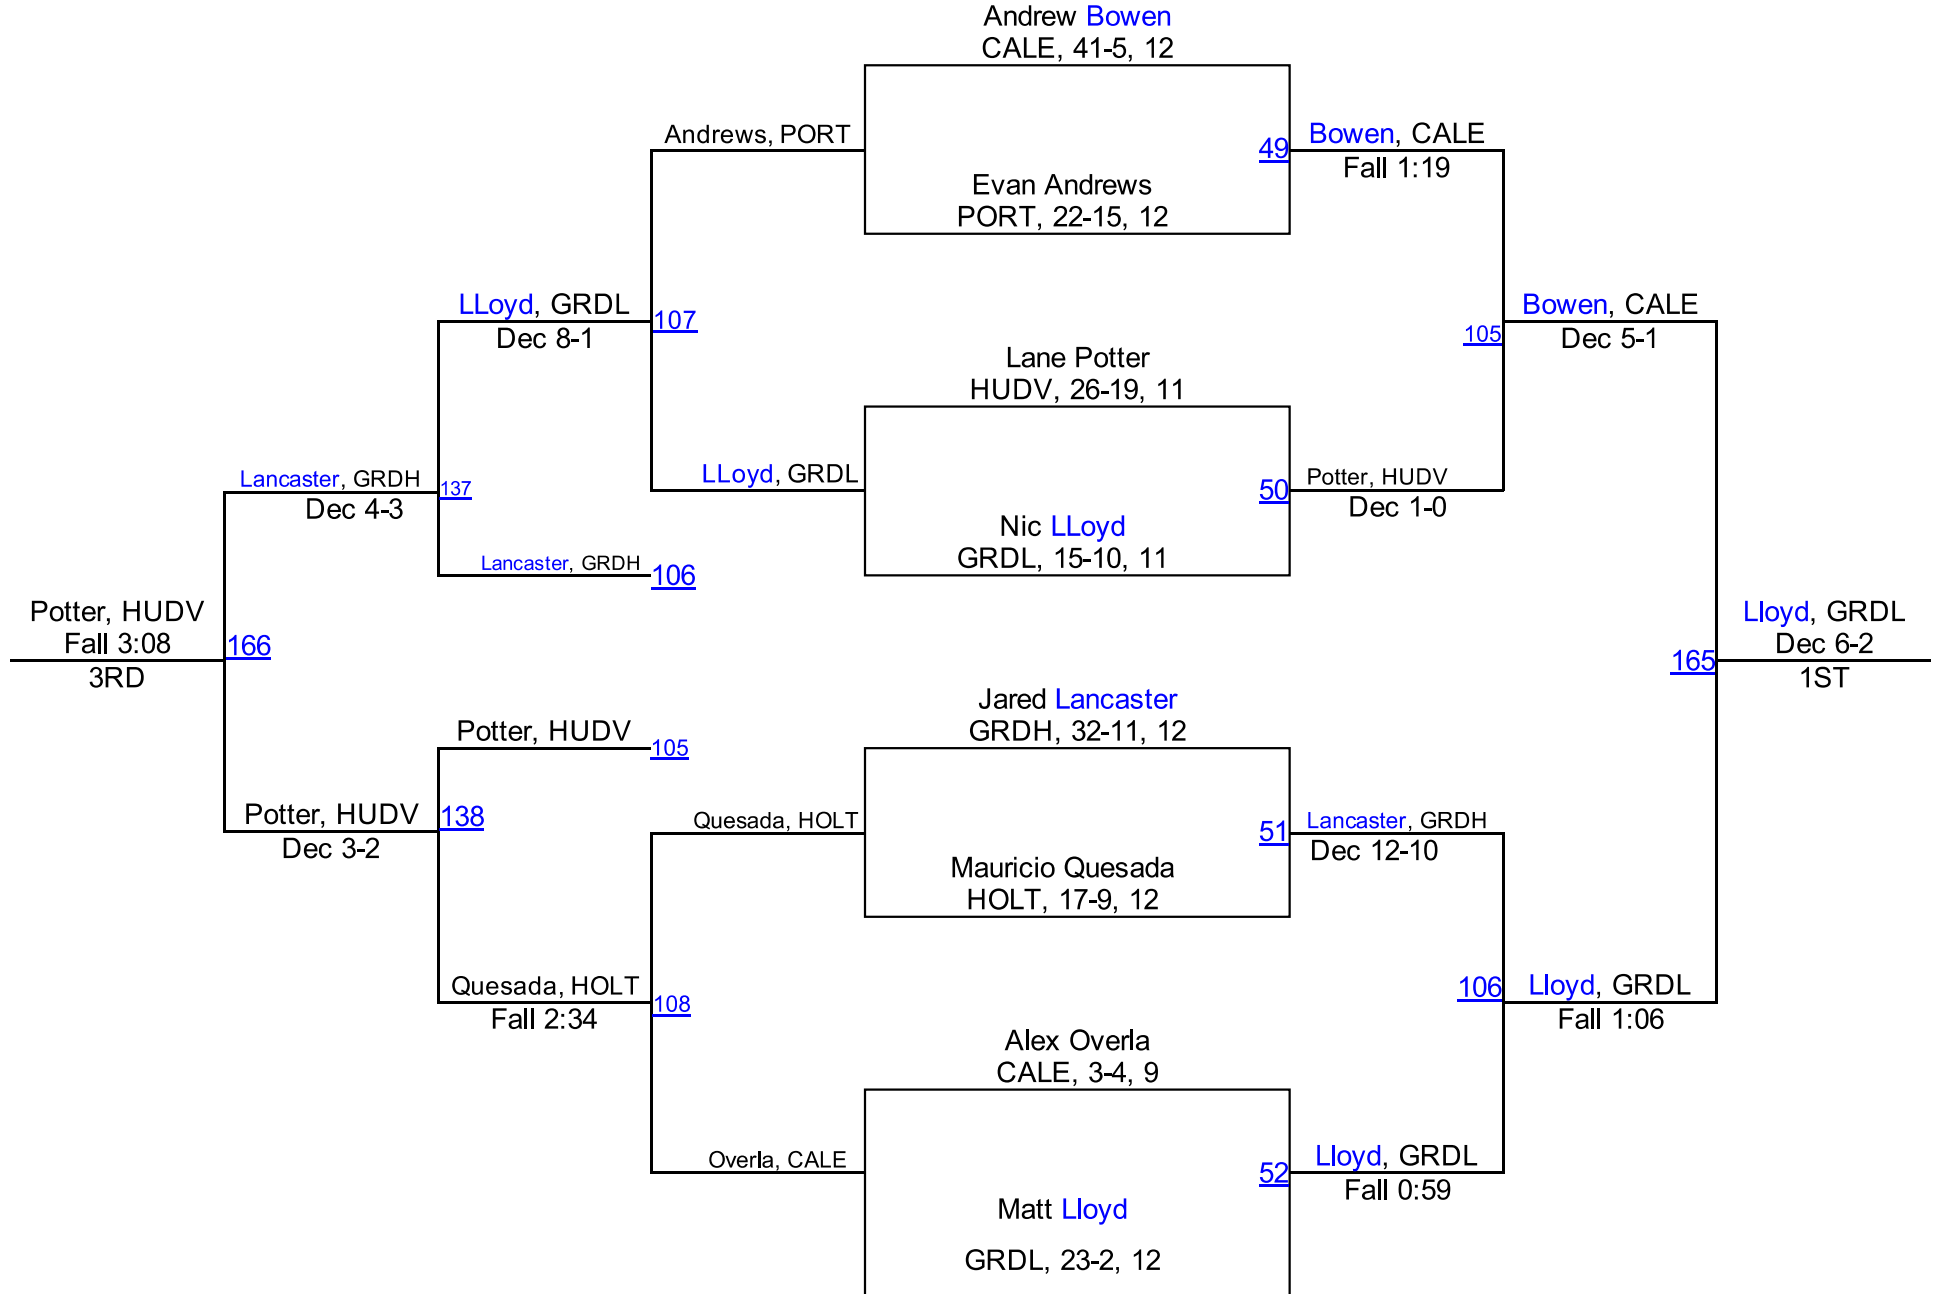 Andrew Bowen
CALE, 41-5, 12
Andrews, PORT
49
Bowen, CALE
Fall 1:19
Evan Andrews
PORT, 22-15, 12
LLoyd, GRDL
Dec 8-1
107
Bowen, CALE
Dec 5-1
105
Lane Potter
HUDV, 26-19, 11
Lancaster, GRDH
Dec 4-3
137
LLoyd, GRDL
50
Potter, HUDV
Dec 1-0
Nic LLoyd
GRDL, 15-10, 11
Lancaster, GRDH
106
Potter, HUDV
Fall 3:08
3RD
166
165
Lloyd, GRDL
Dec 6-2
1ST
Jared Lancaster
GRDH, 32-11, 12
Potter, HUDV
105
Potter, HUDV
Dec 3-2
138
Quesada, HOLT
51
Lancaster, GRDH
Dec 12-10
Mauricio Quesada
HOLT, 17-9, 12
Quesada, HOLT
Fall 2:34
108
106
Lloyd, GRDL
Fall 1:06
Alex Overla
CALE, 3-4, 9
Overla, CALE
52
Lloyd, GRDL
Fall 0:59
Matt Lloyd
GRDL, 23-2, 12